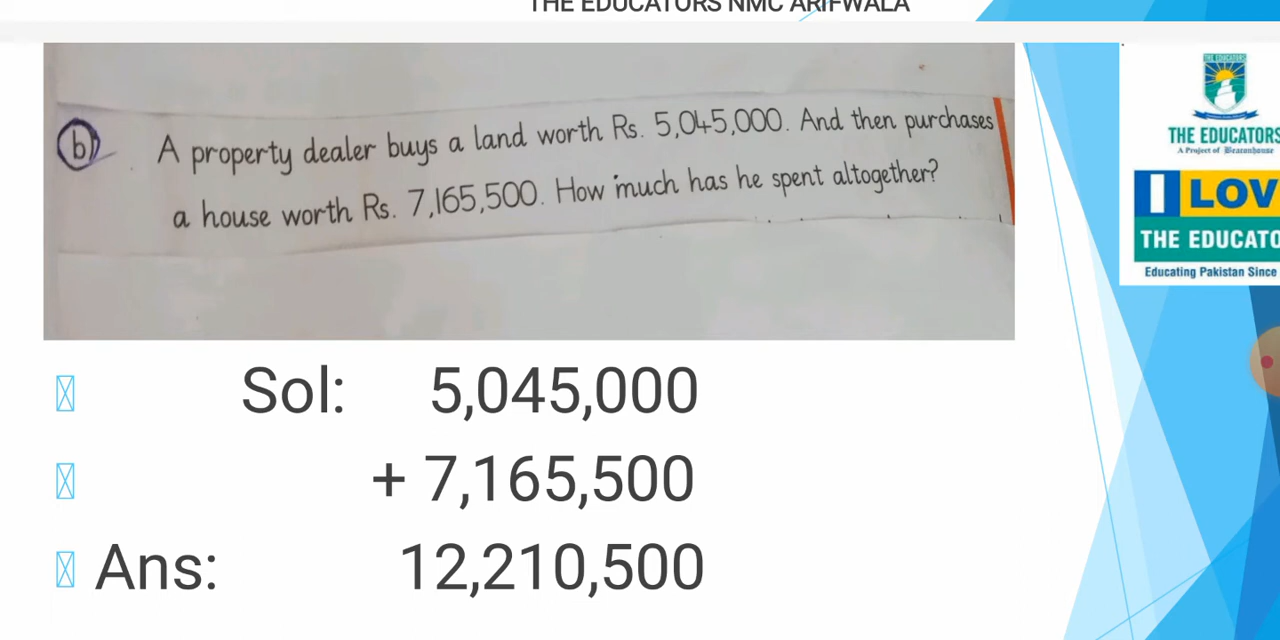 THE EDUCATORS NMC ARIFWALA
b)
A property dealer buys a land worth Rs. 5,045,000. And then purchases
a house worth Rs. 7,165,500. How much has he spent altogether?
THE EDUCATORS
THE EDUCATORS
A Project of Beaconhouse
I LOV
THE EDUCATO
Educating Pakistan Since
Sol: 5,045,000
+ 7,165,500
Ans: 12,210,500